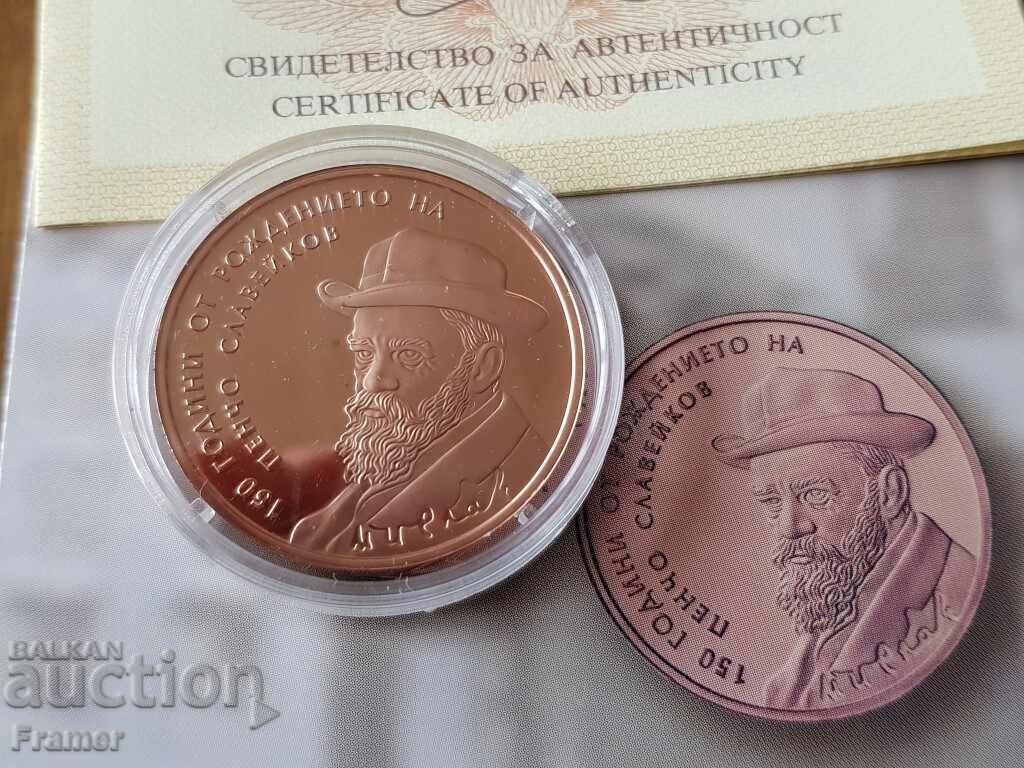 СВИДЕТЕЛСТВО ЗА АВТЕНТИЧНОСТ
CERTIFICATE OF AUTHENTICITY
150 ГОДИНИ ОТ РОЖДЕНИЕТО НА
ПЕНЧО СЛАВЕЙКОВ
150 ГОДИНИ ОТ РОЖДЕНИЕТО НА
ПЕНЧО СЛАВЕЙКОВ
BALKAN
auction
Framer